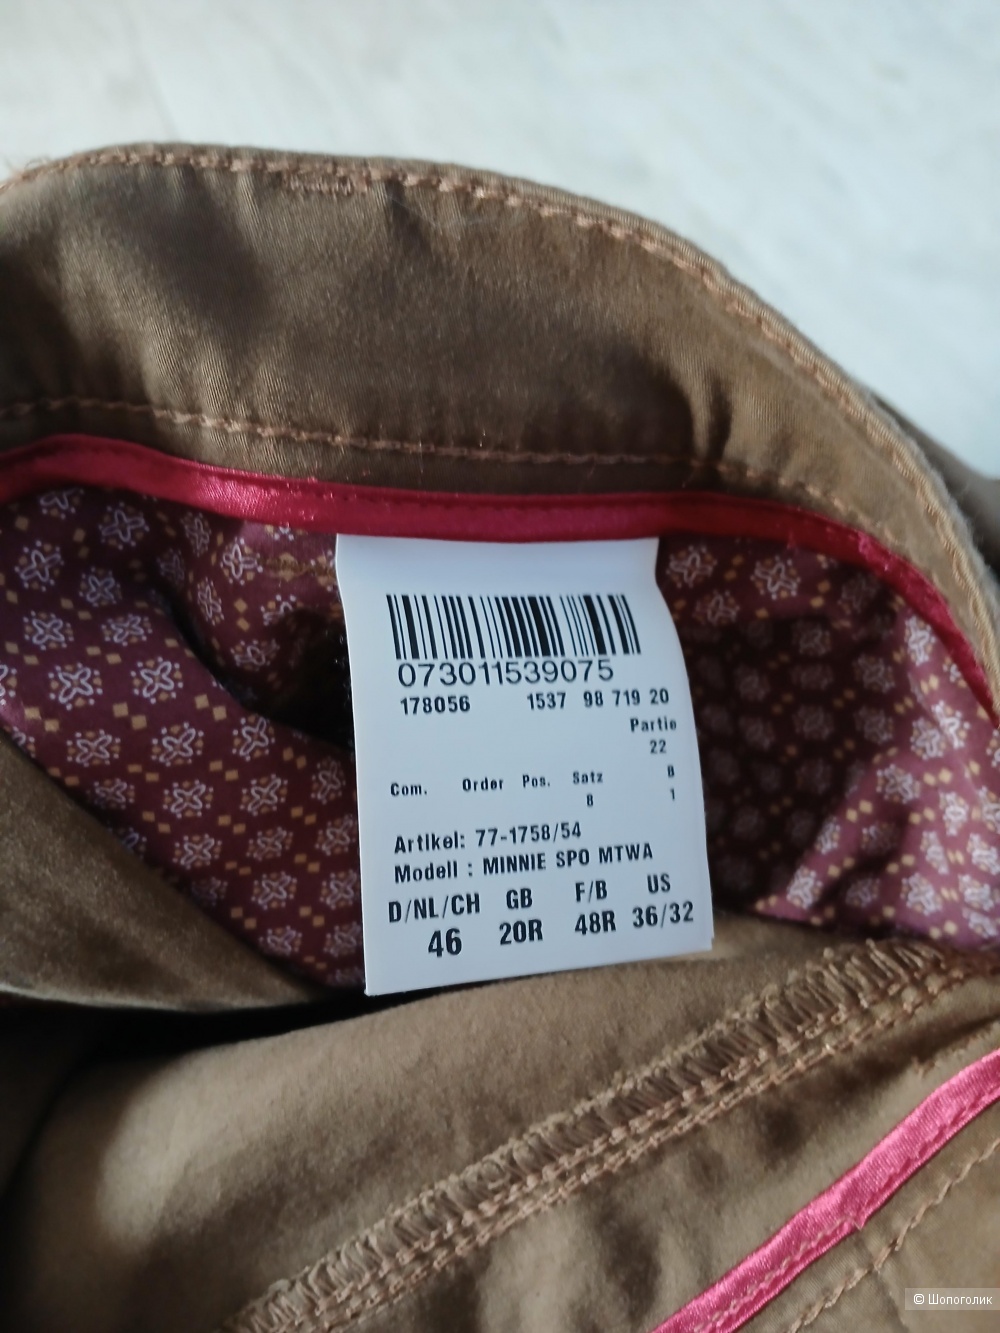 073011539075
178056 1537 98 719 20
Partie
22
Com. Order Pos. Satz 8
8 1
Artikel: 77-1758/54
Modell : MINNIE SPO MTWA
D/NL/CH GB F/B US
46 20R 48R 36/32
© Шопоголик